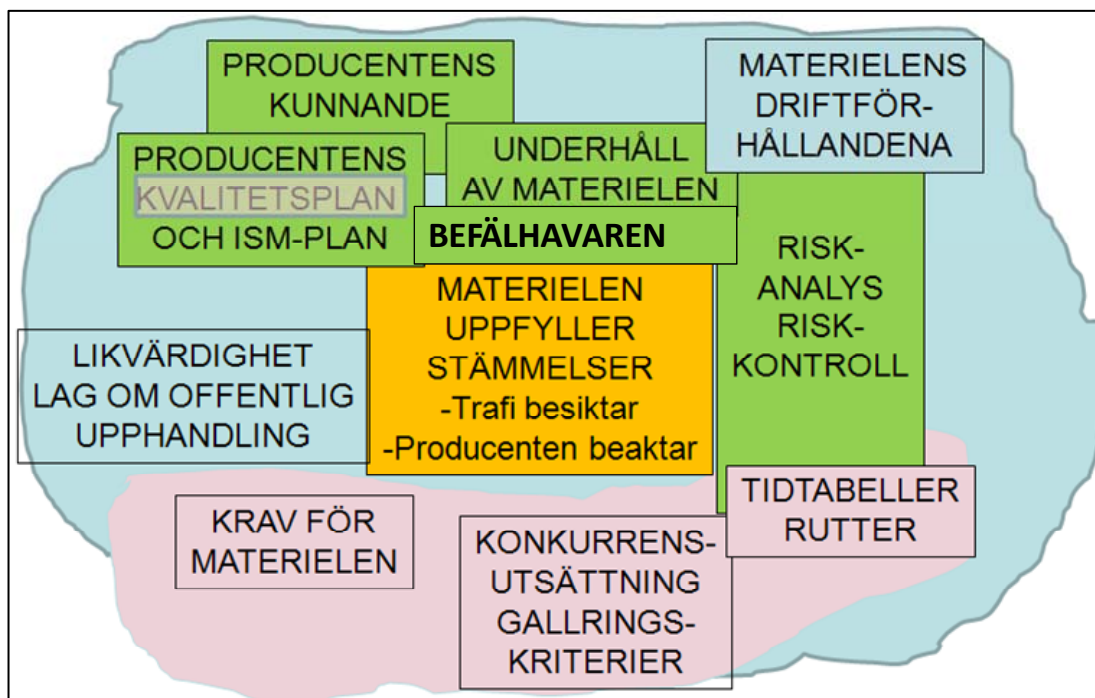 PRODUCENTENS
KUNNANDE
MATERIELENS
DRIFTFÖR-
HÅLLANDENA
PRODUCENTENS
KVALITETSPLAN
OCH ISM-PLAN
UNDERHÅLL
AV MATERIELEN
BEFÄLHAVAREN
RISK-
ANALYS
RISK-
KONTROLL
MATERIELEN
UPPFYLLER
STÄMMELSER
-Trafi besiktar
-Producenten beaktar
LIKVÄRDIGHET
LAG OM OFFENTLIG
UPPHANDLING
TIDTABELLER
RUTTER
KRAV FÖR
MATERIELEN
KONKURRENS-
UTSÄTTNING
GALLRINGS-
KRITERIER